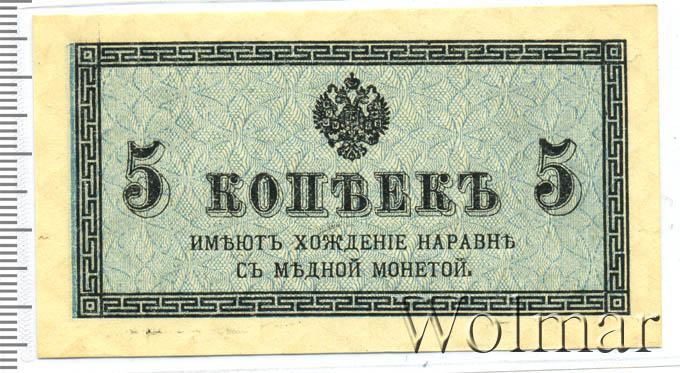 5 КОПѢЕКЪ 5
ИМѢЮТЪ ХОЖДЕНІЕ НАРАВНѢ
СЪ МѢДНОЙ МОНЕТОЙ.
Wolmar